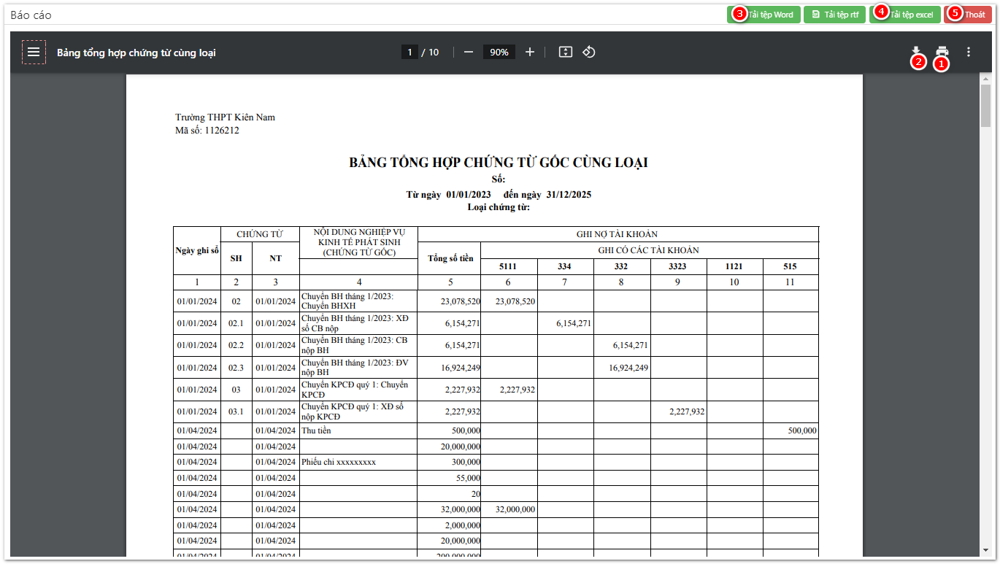 Báo cáo
3 Tải tệp Word Tải tệp rtf 4 Tải tệp excel 5 Thoát
Bảng tổng hợp chứng từ cùng loại 1 / 10 90%
2 1
Trường THPT Kiên Nam
Mã số: 1126212
BẢNG TỔNG HỢP CHỨNG TỪ GỐC CÙNG LOẠI
Số:
Từ ngày 01/01/2023 đến ngày 31/12/2025
Loại chứng từ:
Ngày ghi sổ
CHỨNG TỪ
SH NT
NỘI DUNG NGHIỆP VỤ
KINH TẾ PHÁT SINH
(CHỨNG TỪ GỐC)
GHI NỢ TÀI KHOẢN
Tổng số tiền
GHI CÓ CÁC TÀI KHOẢN
5111 334 332 3323 1121 515
1 2 3 4 5 6 7 8 9 10 11
01/01/2024 02 01/01/2024 Chuyển BH tháng 1/2023:
Chuyển BHXH 23,078,520 23,078,520
01/01/2024 02.1 01/01/2024 Chuyển BH tháng 1/2023: XĐ
số CB nộp 6,154,271 6,154,271
01/01/2024 02.2 01/01/2024 Chuyển BH tháng 1/2023: CB
nộp BH 6,154,271 6,154,271
01/01/2024 02.3 01/01/2024 Chuyển BH tháng 1/2023: ĐV
nộp BH 16,924,249 16,924,249
01/01/2024 03 01/01/2024 Chuyển KPCĐ quý 1: Chuyển
KPCĐ 2,227,932 2,227,932
01/01/2024 03.1 01/01/2024 Chuyển KPCĐ quý 1: XĐ số
nộp KPCĐ 2,227,932 2,227,932
01/04/2024 01/04/2024 Thu tiền 500,000 500,000
01/04/2024 01/04/2024 20,000,000
01/04/2024 01/04/2024 Phiếu chi xxxxxxxxx 300,000
01/04/2024 01/04/2024 55,000
01/04/2024 01/04/2024 20
01/04/2024 01/04/2024 32,000,000 32,000,000
01/04/2024 01/04/2024 2,000,000
01/04/2024 01/04/2024 20,000,000
01/04/2024 01/04/2024 200,000,000